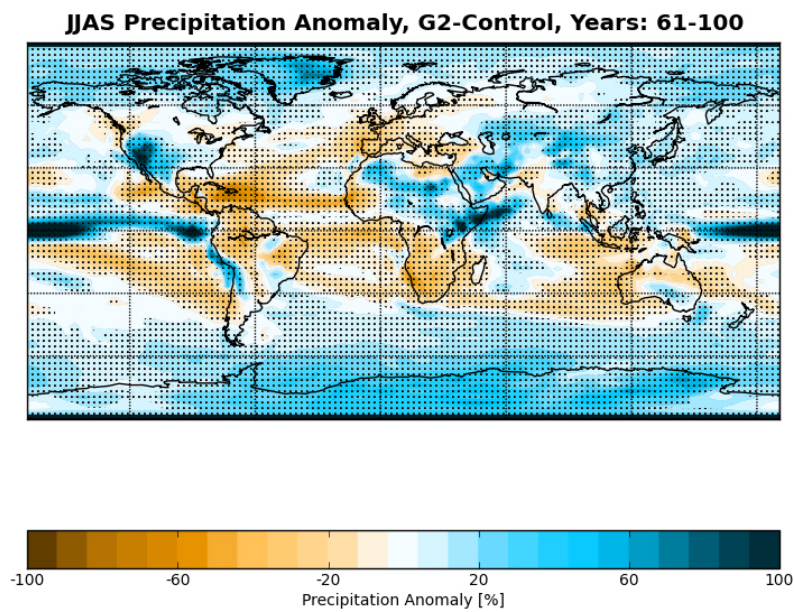 JJAS Precipitation Anomaly, G2-Control, Years: 61-100
-100 -60 -20 20 60 100
Precipitation Anomaly [%]